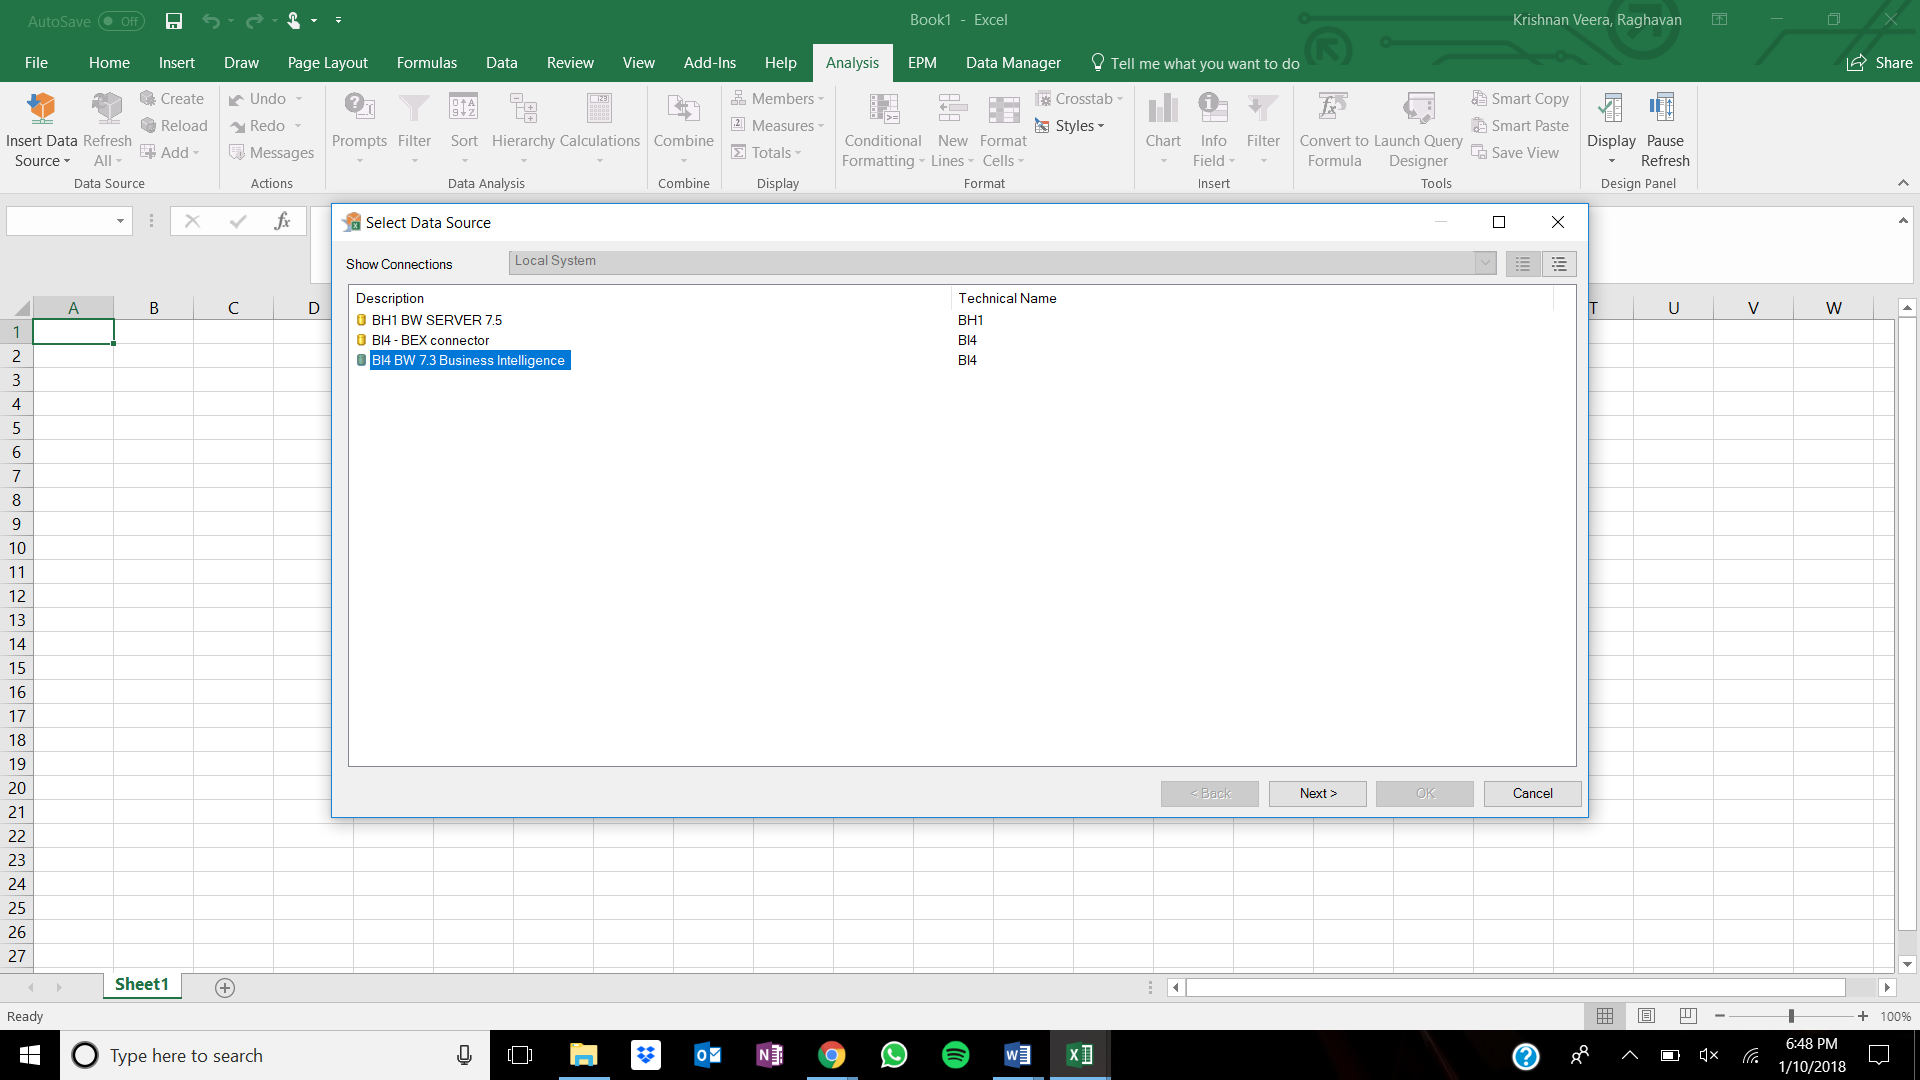 AutoSave Off
Book1 - Excel
Krishnan Veera, Raghavan
File Home Insert Draw Page Layout Formulas Data Review View Add-Ins Help Analysis EPM Data Manager Tell me what you want to do Share
Insert Data Source
Refresh All
Create
Reload
Add
Data Source
Undo
Redo
Messages
Actions
Prompts
Filter
Sort
Hierarchy
Calculations
Data Analysis
Combine
Combine
Members
Measures
Totals
Display
Conditional Formatting
New Lines
Format Cells
Crosstab
Styles
Format
Chart
Info Field
Filter
Insert
Convert to Formula
Launch Query Designer
Smart Copy
Smart Paste
Save View
Tools
Display
Pause Refresh
Design Panel
fx
Select Data Source
Show Connections Local System
Description Technical Name
BH1 BW SERVER 7.5 BH1
BI4 - BEX connector BI4
BI4 BW 7.3 Business Intelligence BI4
< Back Next > OK Cancel
A B C D T U V W
1
2
3
4
5
6
7
8
9
10
11
12
13
14
15
16
17
18
19
20
21
22
23
24
25
26
27
Sheet1
Ready
100%
Type here to search
6:48 PM
1/10/2018